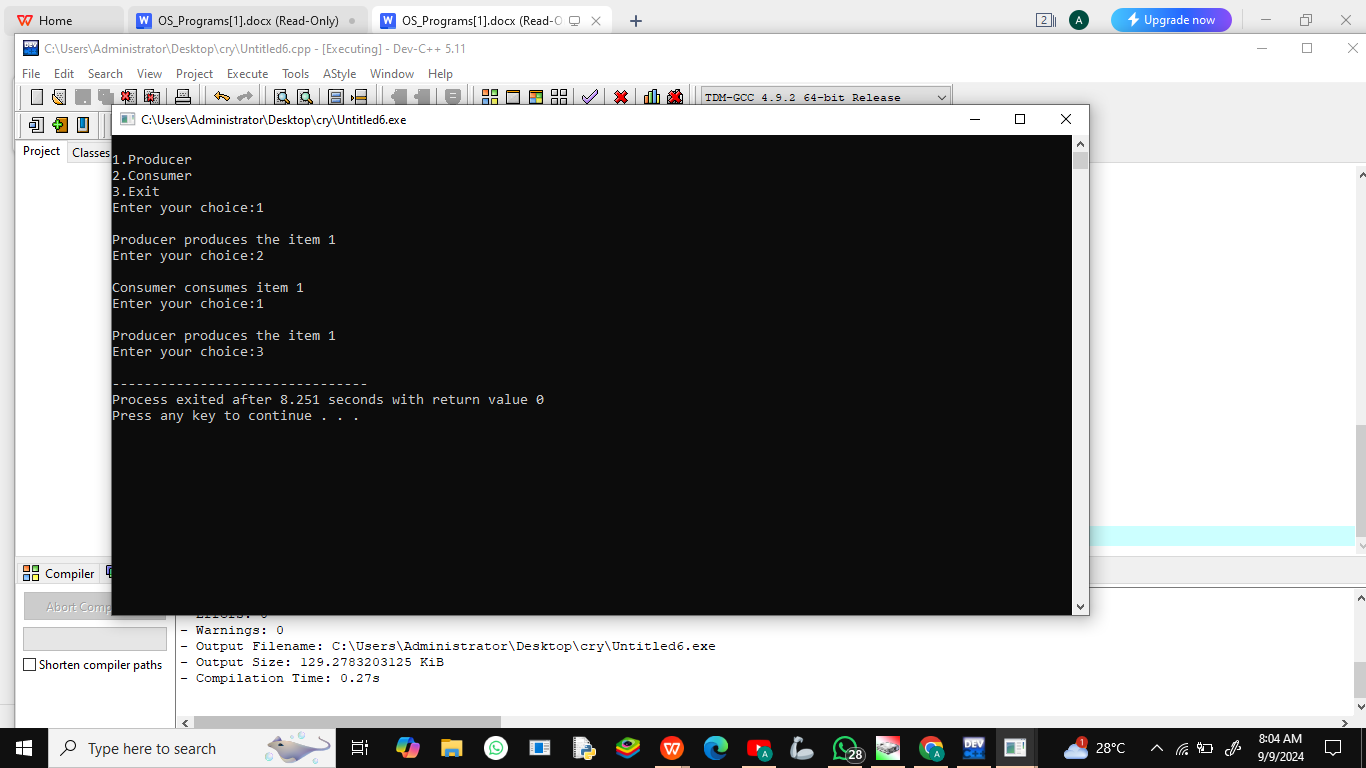 Home
OS_Programs[1].docx (Read-Only)
OS_Programs[1].docx (Read-O
2
A
Upgrade now
C:\Users\Administrator\Desktop\cry\Untitled6.cpp - [Executing] - Dev-C++ 5.11
File Edit Search View Project Execute Tools AStyle Window Help
TDM-GCC 4.9.2 64-bit Release
Project Classes
C:\Users\Administrator\Desktop\cry\Untitled6.exe
1.Producer
2.Consumer
3.Exit
Enter your choice:1
Producer produces the item 1
Enter your choice:2
Consumer consumes item 1
Enter your choice:1
Producer produces the item 1
Enter your choice:3
--------------------------------
Process exited after 8.251 seconds with return value 0
Press any key to continue . . .
Compiler
Abort Comp
Shorten compiler paths
- Errors: 0
- Warnings: 0
- Output Filename: C:\Users\Administrator\Desktop\cry\Untitled6.exe
- Output Size: 129.2783203125 KiB
- Compilation Time: 0.27s
Type here to search
A
28
DEV
1
28°C
8:04 AM
9/9/2024